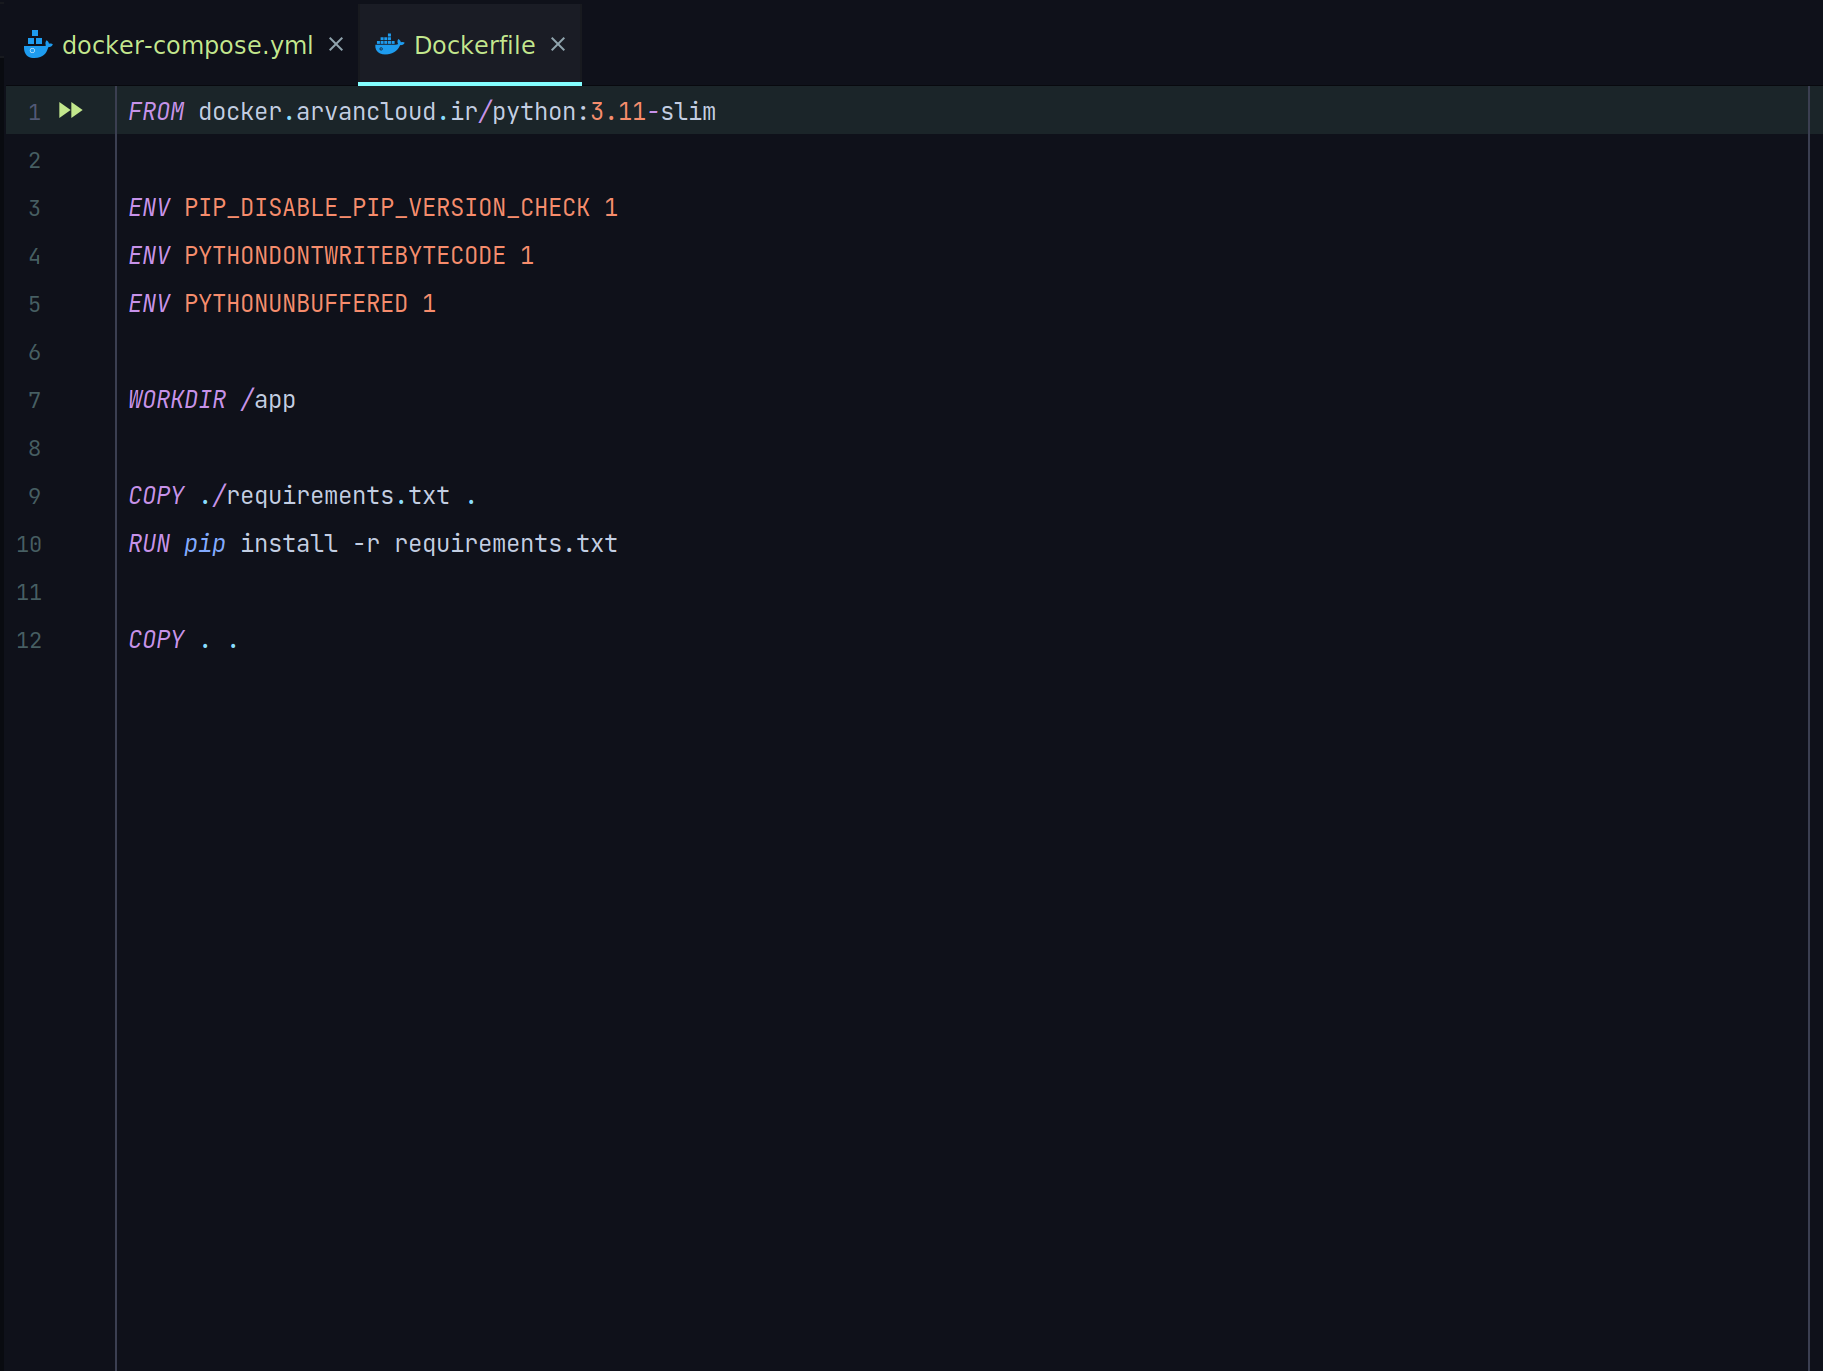 docker-compose.yml
Dockerfile
1 FROM docker.arvancloud.ir/python:3.11-slim
2
3 ENV PIP_DISABLE_PIP_VERSION_CHECK 1
4 ENV PYTHONDONTWRITEBYTECODE 1
5 ENV PYTHONUNBUFFERED 1
6
7 WORKDIR /app
8
9 COPY ./requirements.txt .
10 RUN pip install -r requirements.txt
11
12 COPY . .